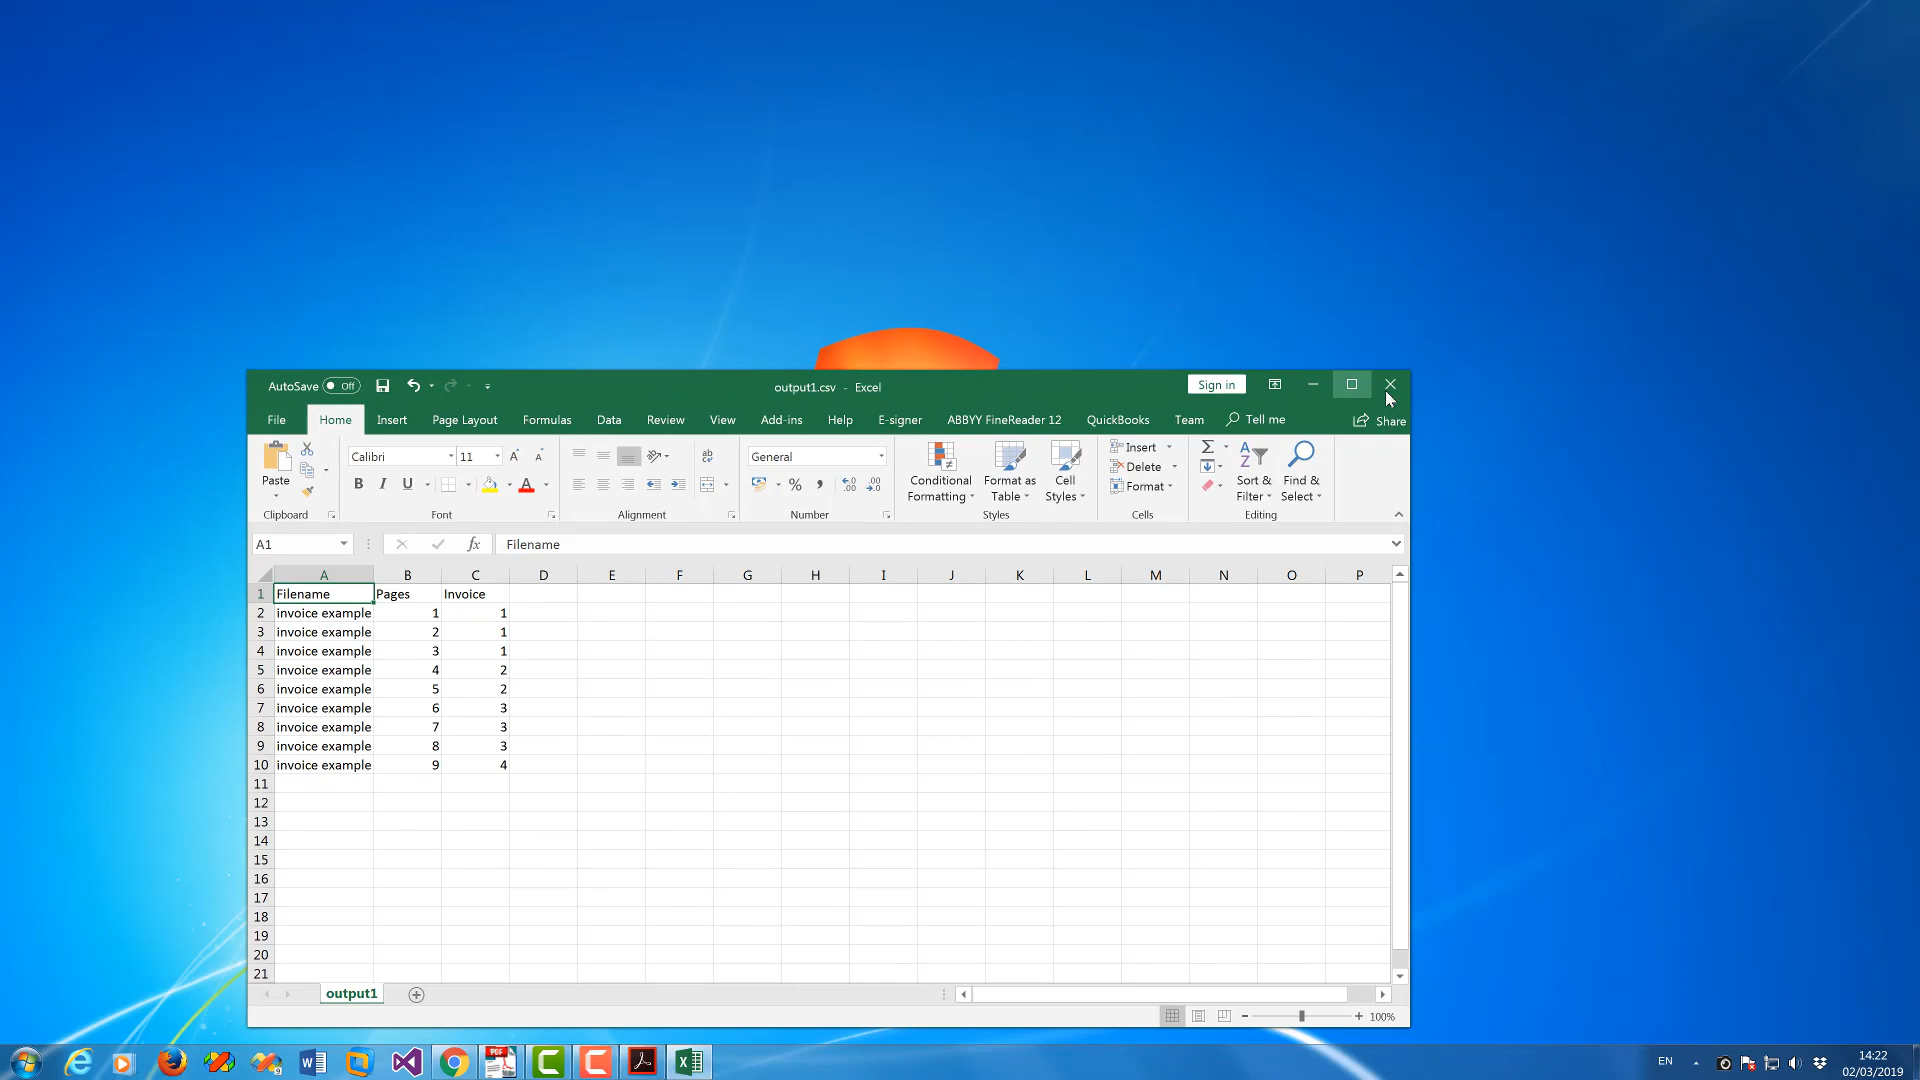 AutoSave Off
output1.csv - Excel
Sign in
File Home Insert Page Layout Formulas Data Review View Add-ins Help E-signer ABBYY FineReader 12 QuickBooks Team Tell me Share
Paste
Clipboard
Calibri 11
B I U A
Font
ab
Alignment
General
% ,
Number
Conditional Formatting
Format as Table
Cell Styles
Styles
Insert
Delete
Format
Cells
Sort & Filter
Find & Select
Editing
A1 fx Filename
A B C D E F G H I J K L M N O P
1 Filename Pages Invoice
2 invoice example 1 1
3 invoice example 2 1
4 invoice example 3 1
5 invoice example 4 2
6 invoice example 5 2
7 invoice example 6 3
8 invoice example 7 3
9 invoice example 8 3
10 invoice example 9 4
11
12
13
14
15
16
17
18
19
20
21
output1
100%
EN
14:22
02/03/2019